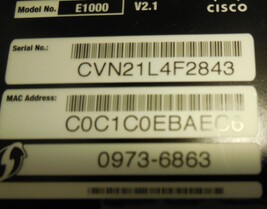 Model No. E1000 V2.1
CISCO
Serial No.:
CVN21L4F2843
MAC Address:
C0C1C0EBAEC6
0973-6863